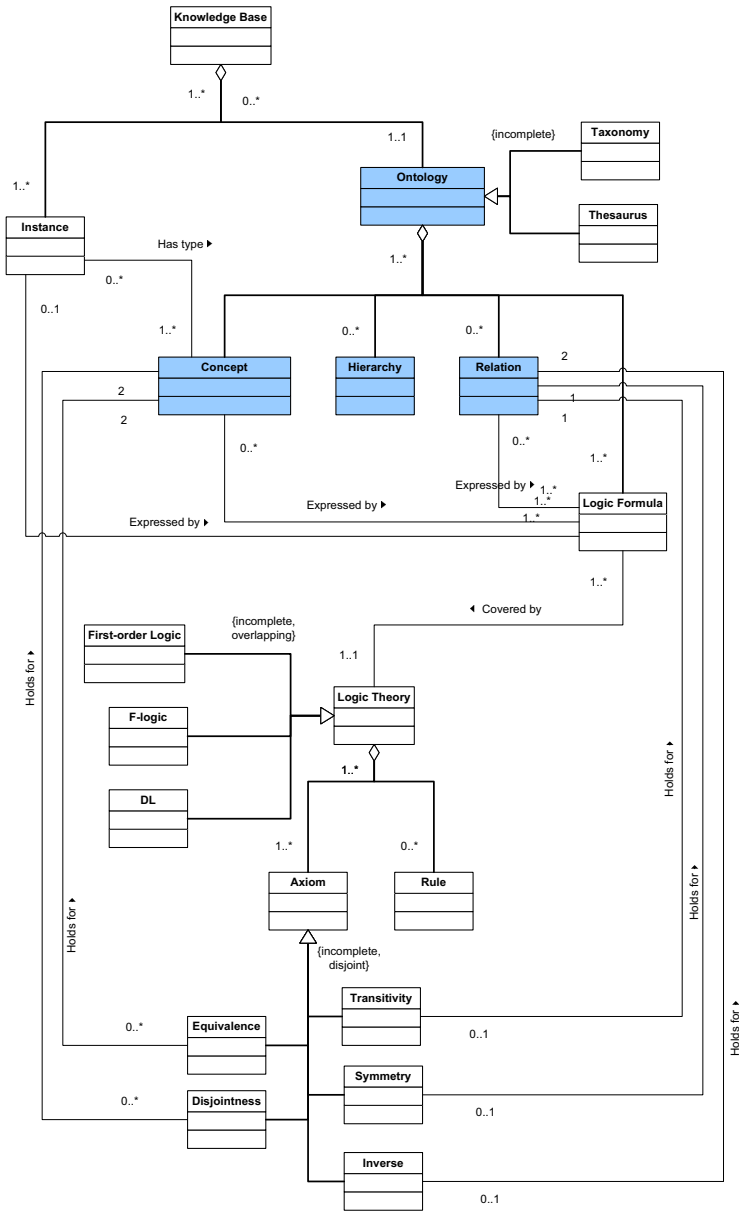 Knowledge Base
1..*
0..*
1..1
{incomplete}
Taxonomy
Ontology
1..*
Thesaurus
Instance
Has type ▶
1..*
0..*
0..1
1..*
0..*
0..*
2
Concept
Hierarchy
Relation
2
1
2
1
0..*
0..*
1..*
Expressed by ▶
1..*
Expressed by ▶
1..*
Logic Formula
Expressed by ▶
1..*
1..*
◀ Covered by
{incomplete,
overlapping}
First-order Logic
1..1
Holds for ▶
Logic Theory
F-logic
1..*
Holds for ▶
DL
1..*
0..*
Axiom
Rule
Holds for ▶
Holds for ▶
{incomplete,
disjoint}
Transitivity
Holds for ▶
0..*
Equivalence
0..1
Symmetry
0..*
Disjointness
0..1
Inverse
0..1